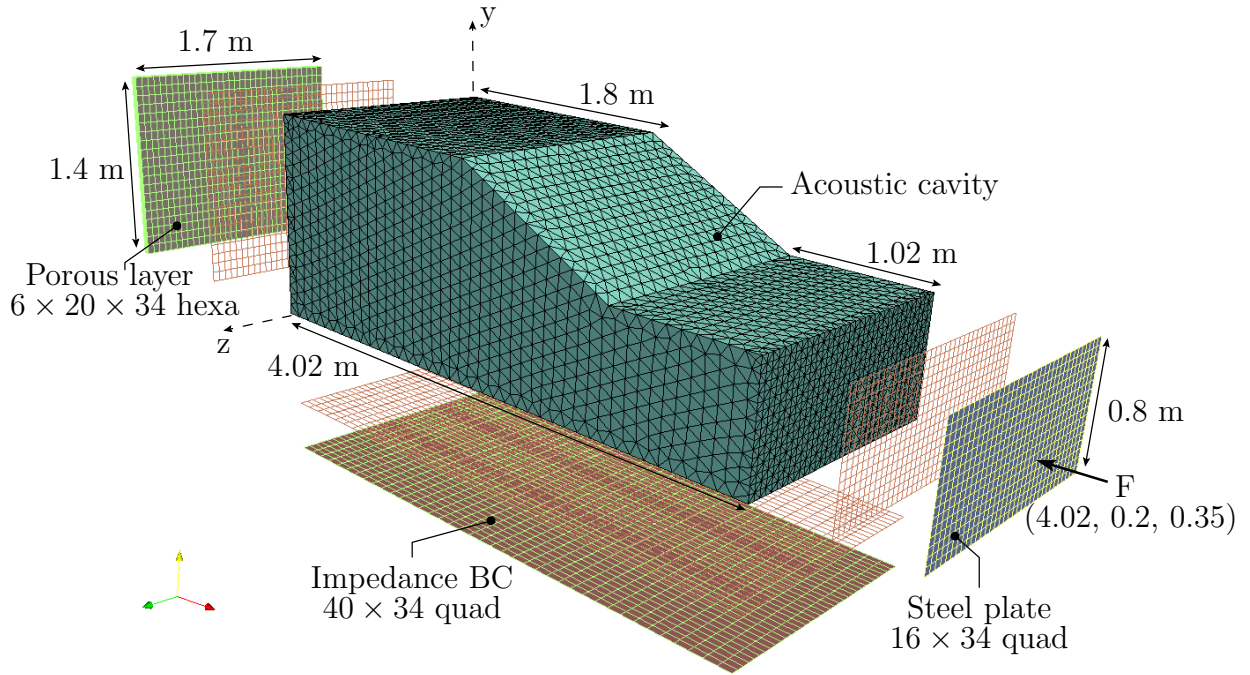 y
1.7 m
1.8 m
1.4 m
Acoustic cavity
1.02 m
Porous layer
6 × 20 × 34 hexa
z
4.02 m
0.8 m
F
(4.02, 0.2, 0.35)
Impedance BC
40 × 34 quad
Steel plate
16 × 34 quad